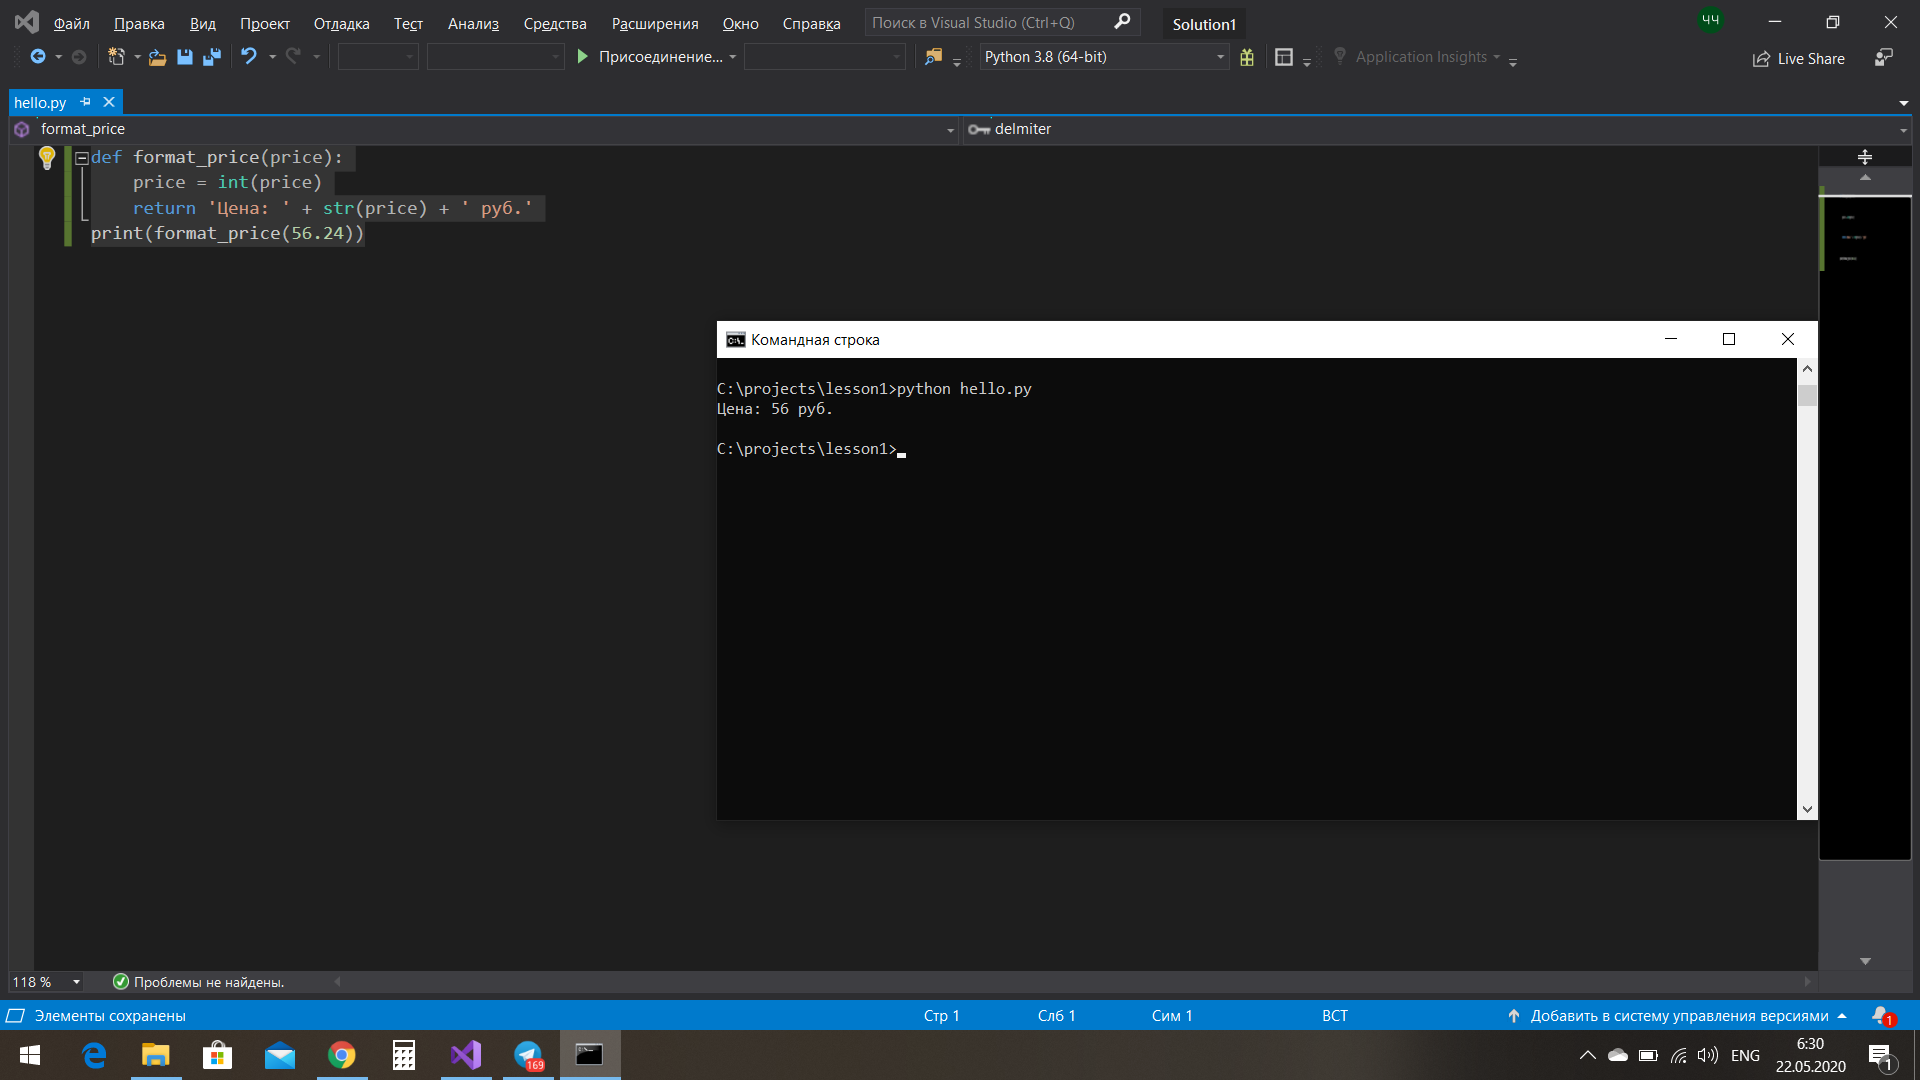 Файл Правка Вид Проект Отладка Тест Анализ Средства Расширения Окно Справка Поиск в Visual Studio (Ctrl+Q) Solution1 ЧЧ
Присоединение... Python 3.8 (64-bit) Application Insights Live Share
hello.py
format_price delmiter
def format_price(price):
price = int(price)
return 'Цена: ' + str(price) + ' руб.'
print(format_price(56.24))
Командная строка
C:\projects\lesson1>python hello.py
Цена: 56 руб.
C:\projects\lesson1>
118 % Проблемы не найдены.
Элементы сохранены Стр 1 Слб 1 Сим 1 ВСТ Добавить в систему управления версиями 1
169 ENG 6:30
22.05.2020 1